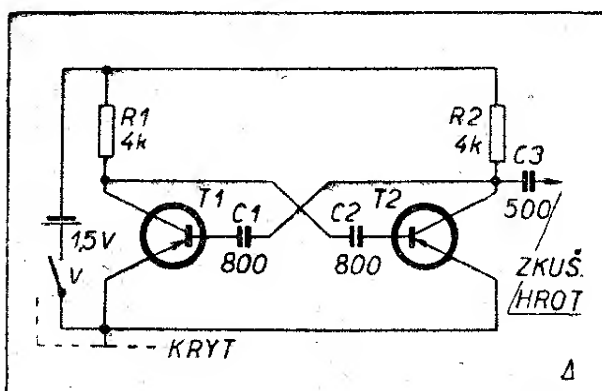 R1
4k
R2
4k
C3
500
T1
C1
800
C2
800
T2
1,5V
V
ZKUŠ.
HROT
KRYT
Δ